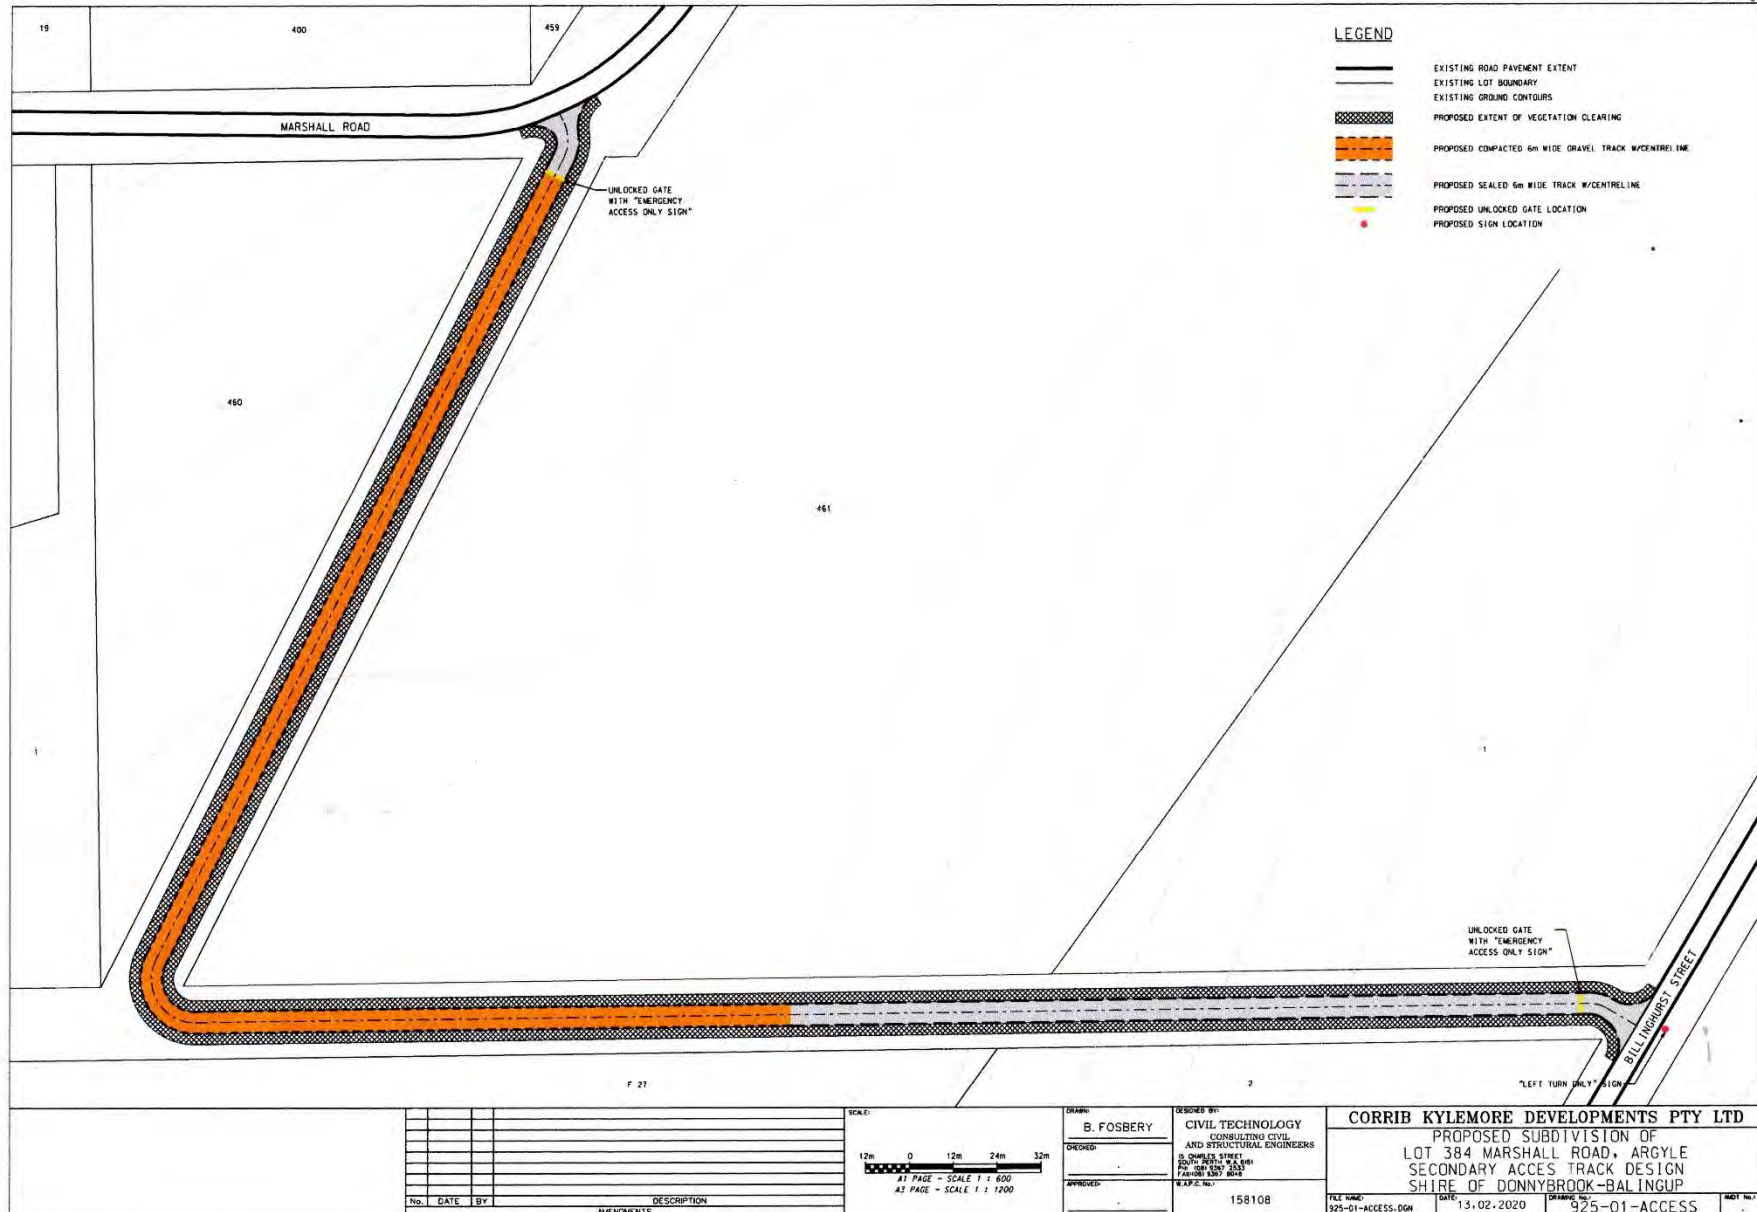 19
400
459
MARSHALL ROAD
UNLOCKED GATE
WITH "EMERGENCY
ACCESS ONLY SIGN"
LEGEND
EXISTING ROAD PAVEMENT EXTENT
EXISTING LOT BOUNDARY
EXISTING GROUND CONTOURS
PROPOSED EXTENT OF VEGETATION CLEARING
PROPOSED COMPACTED 6m WIDE GRAVEL TRACK W/CENTRELINE
PROPOSED SEALED 6m WIDE TRACK W/CENTRELINE
PROPOSED UNLOCKED GATE LOCATION
PROPOSED SIGN LOCATION
460
461
1
1
UNLOCKED GATE
WITH "EMERGENCY
ACCESS ONLY SIGN"
BILLINGHURST STREET
F 27
2
"LEFT TURN ONLY" SIGN
No. DATE BY DESCRIPTION
AMENDMENTS
SCALE:
12m 0 12m 24m 32m
A1 PAGE - SCALE 1 : 600
A3 PAGE - SCALE 1 : 1200
DRAWN:
B. FOSBERY
CHECKED:
APPROVED:
DESIGNED BY:
CIVIL TECHNOLOGY
CONSULTING CIVIL
AND STRUCTURAL ENGINEERS
15 CHARLES STREET
SOUTH PERTH W.A. 6151
PH: (08) 9367 2533
W.A.P.C. No.:
158108
CORRIB KYLEMORE DEVELOPMENTS PTY LTD
PROPOSED SUBDIVISION OF
LOT 384 MARSHALL ROAD, ARGYLE
SECONDARY ACCES TRACK DESIGN
SHIRE OF DONNYBROOK-BALINGUP
FILE NAME:
925-01-ACCESS.DGN
DATE:
13.02.2020
DRAWING No.:
925-01-ACCESS
AMDT No.: